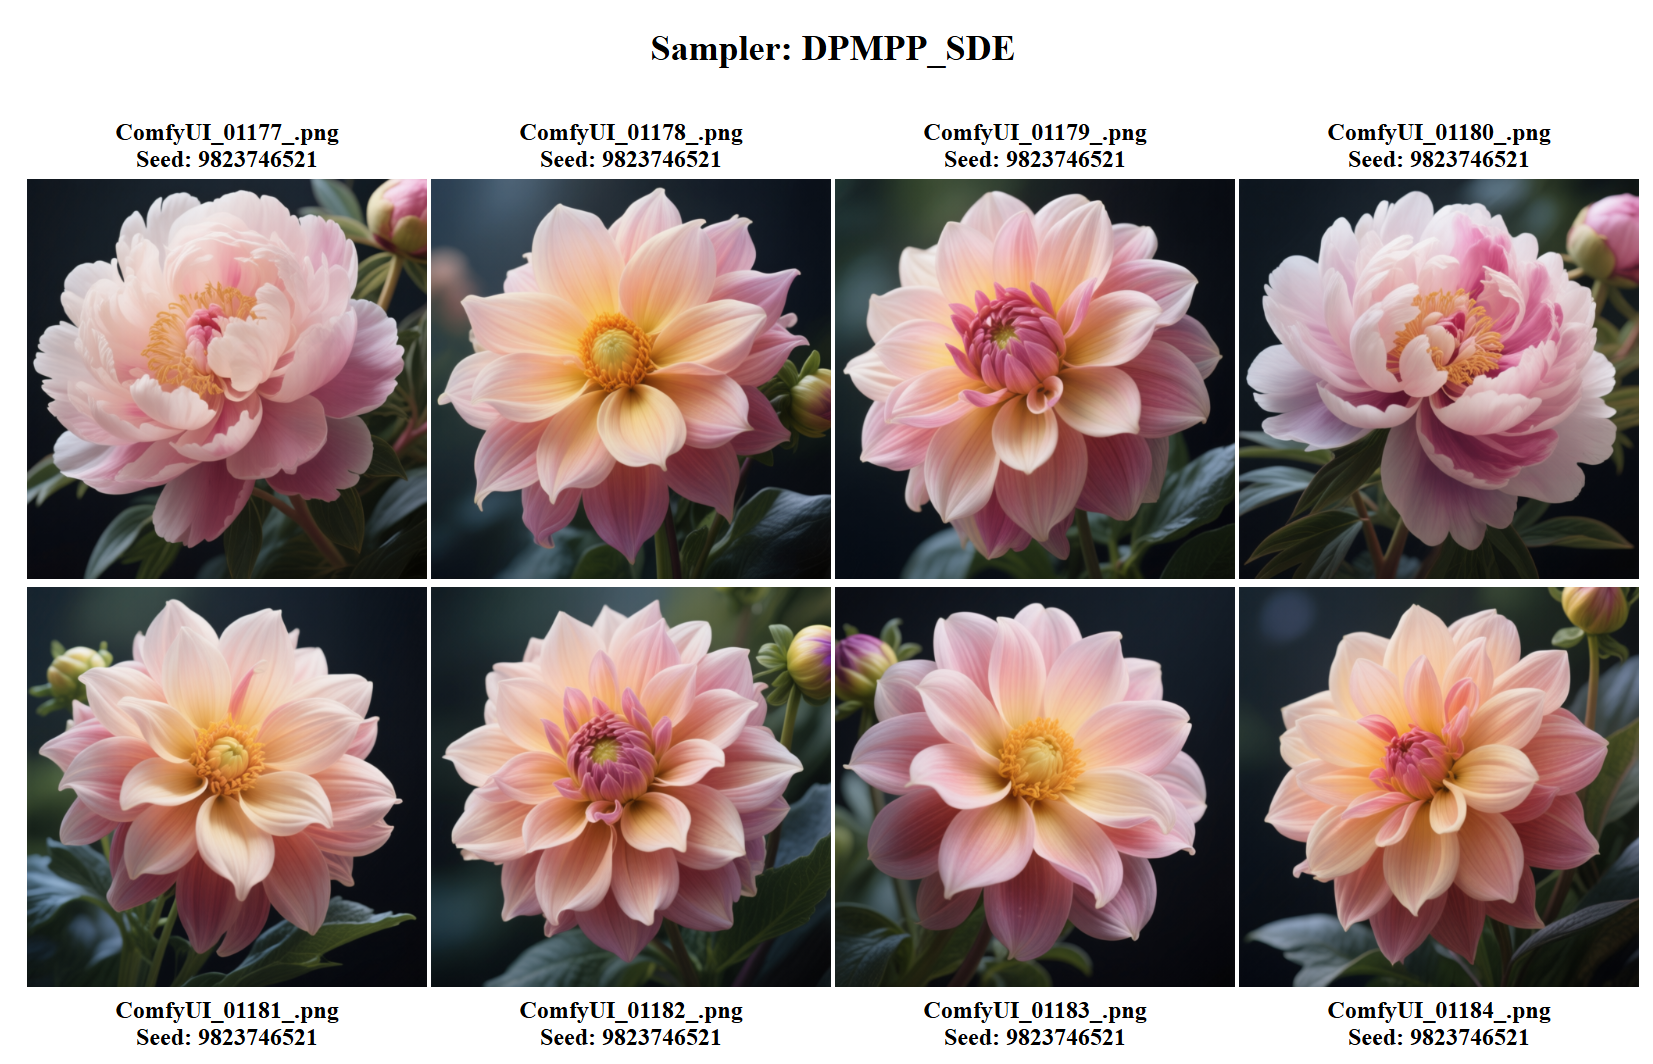 Sampler: DPMPP_SDE
ComfyUI_01177_.png
Seed: 9823746521
ComfyUI_01178_.png
Seed: 9823746521
ComfyUI_01179_.png
Seed: 9823746521
ComfyUI_01180_.png
Seed: 9823746521
ComfyUI_01181_.png
Seed: 9823746521
ComfyUI_01182_.png
Seed: 9823746521
ComfyUI_01183_.png
Seed: 9823746521
ComfyUI_01184_.png
Seed: 9823746521